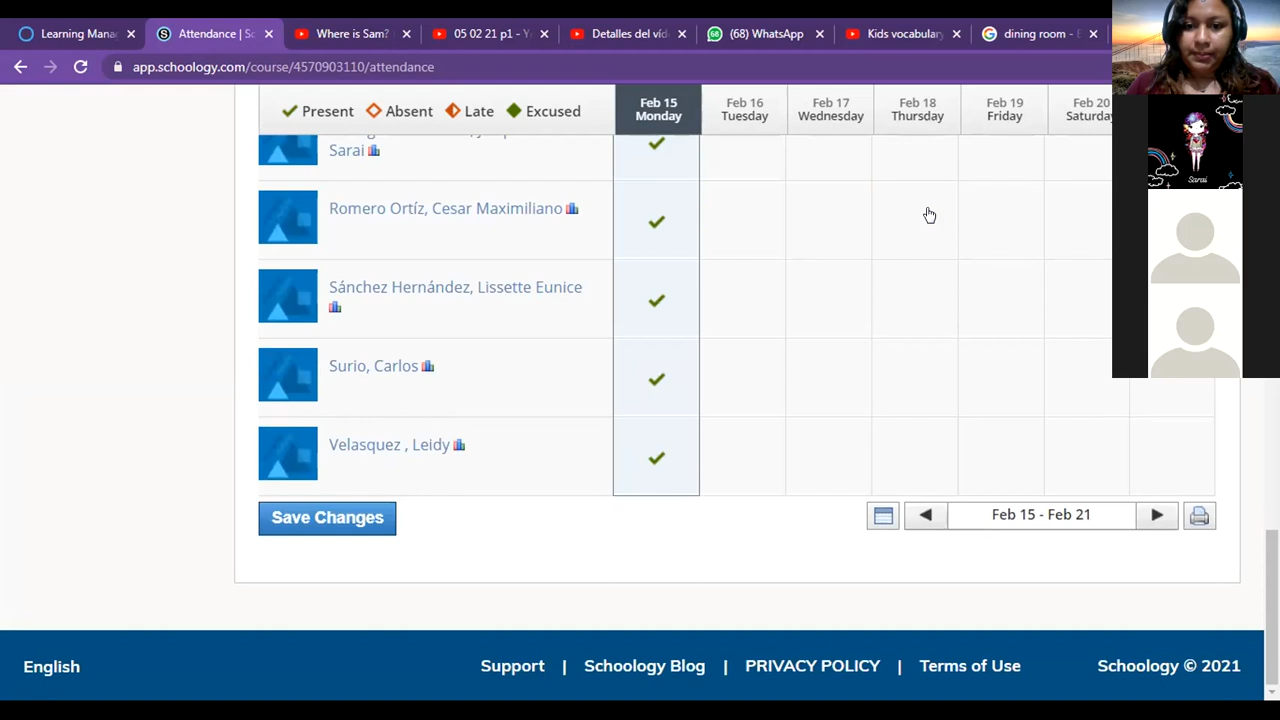 Learning Mana
Attendance | Sc
Where is Sam?
05 02 21 p1 - Y
Detalles del víd
(68) WhatsApp
Kids vocabulary
dining room - E
app.schoology.com/course/4570903110/attendance
Present
Absent
Late
Excused
Feb 15
Monday
Feb 16
Tuesday
Feb 17
Wednesday
Feb 18
Thursday
Feb 19
Friday
Feb 20
Saturday
Sarai
Romero Ortíz, Cesar Maximiliano
Sánchez Hernández, Lissette Eunice
Surio, Carlos
Velasquez , Leidy
Sarai
Save Changes
Feb 15 - Feb 21
English
Support | Schoology Blog | PRIVACY POLICY | Terms of Use
Schoology © 2021